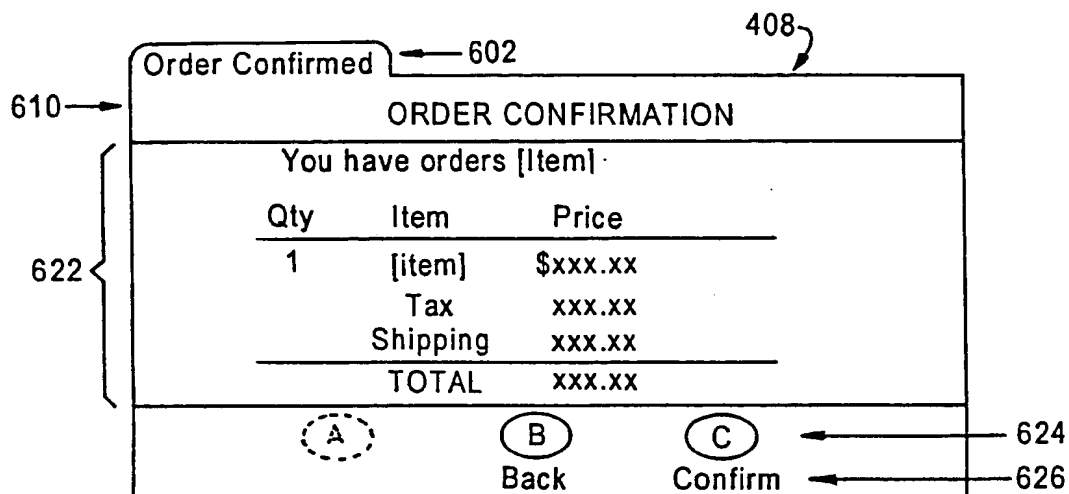 408
Order Confirmed 602
610 ORDER CONFIRMATION
You have orders [Item]
Qty Item Price
1 [item] $xxx.xx
622
Tax xxx.xx
Shipping xxx.xx
TOTAL xxx.xx
A B C 624
Back Confirm 626